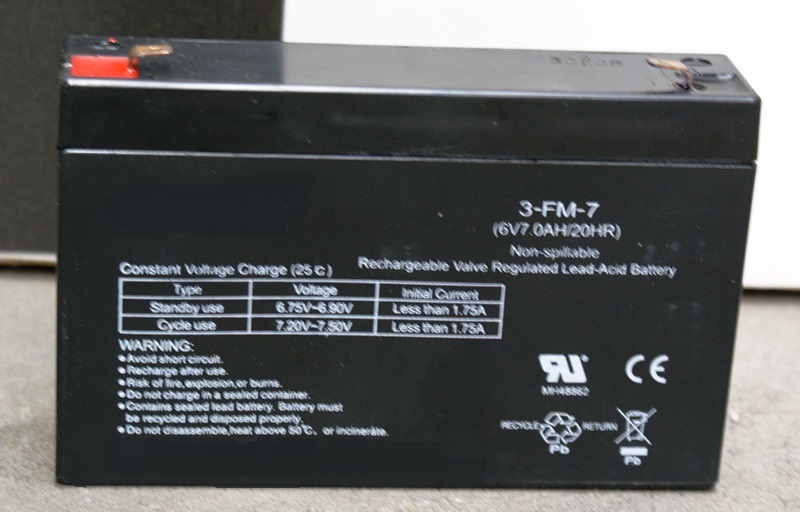 3-FM-7
(6V7.0AH/20HR)
Non-spillable
Rechargeable Valve Regulated Lead-Acid Battery
Constant Voltage Charge (25℃)
Type Voltage Initial Current
Standby use 6.75V~6.90V Less than 1.75A
Cycle use 7.20V~7.50V Less than 1.75A
WARNING:
•Avoid short circuit.
•Recharge after use.
•Risk of fire,explosion,or burns.
•Do not charge in a sealed container.
•Contains sealed lead battery. Battery must
be recycled and disposed properly.
•Do not disassemble,heat above 50℃, or incinerate.
MH48862
CE
RECYCLE RETURN
Pb Pb